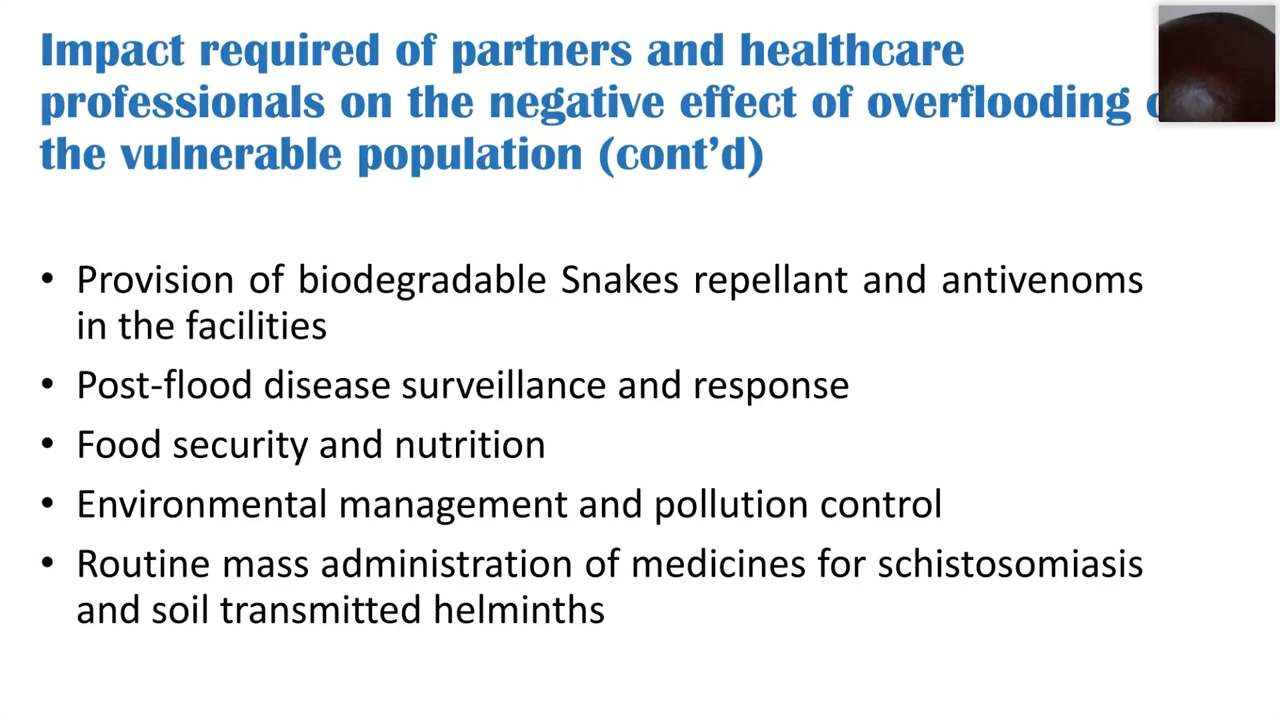 Impact required of partners and healthcare
professionals on the negative effect of overflooding
the vulnerable population (cont’d)
• Provision of biodegradable Snakes repellant and antivenoms
in the facilities
• Post-flood disease surveillance and response
• Food security and nutrition
• Environmental management and pollution control
• Routine mass administration of medicines for schistosomiasis
and soil transmitted helminths